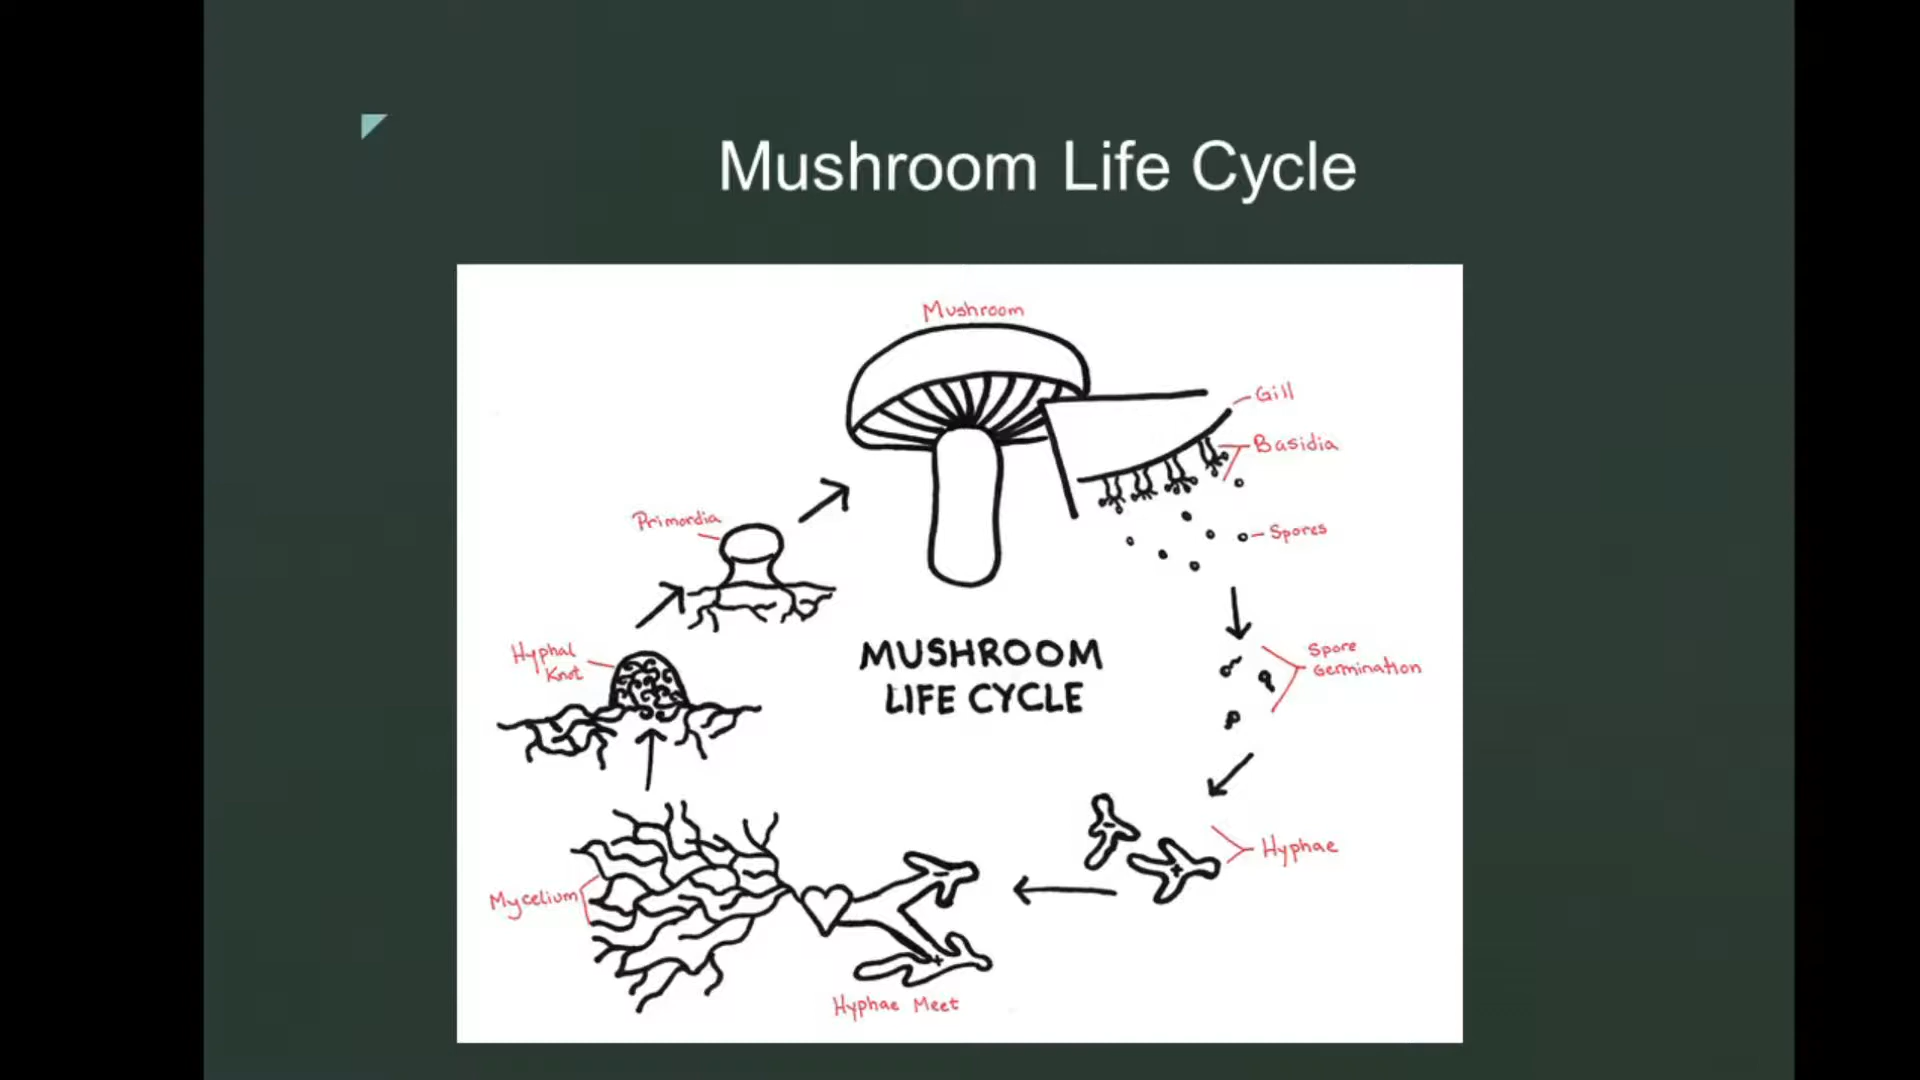 Mushroom Life Cycle
Mushroom
Gill
Basidia
Spores
Primordia
Hyphal
Knot
MUSHROOM
LIFE CYCLE
Spore
Germination
Hyphae
Mycelium
Hyphae Meet